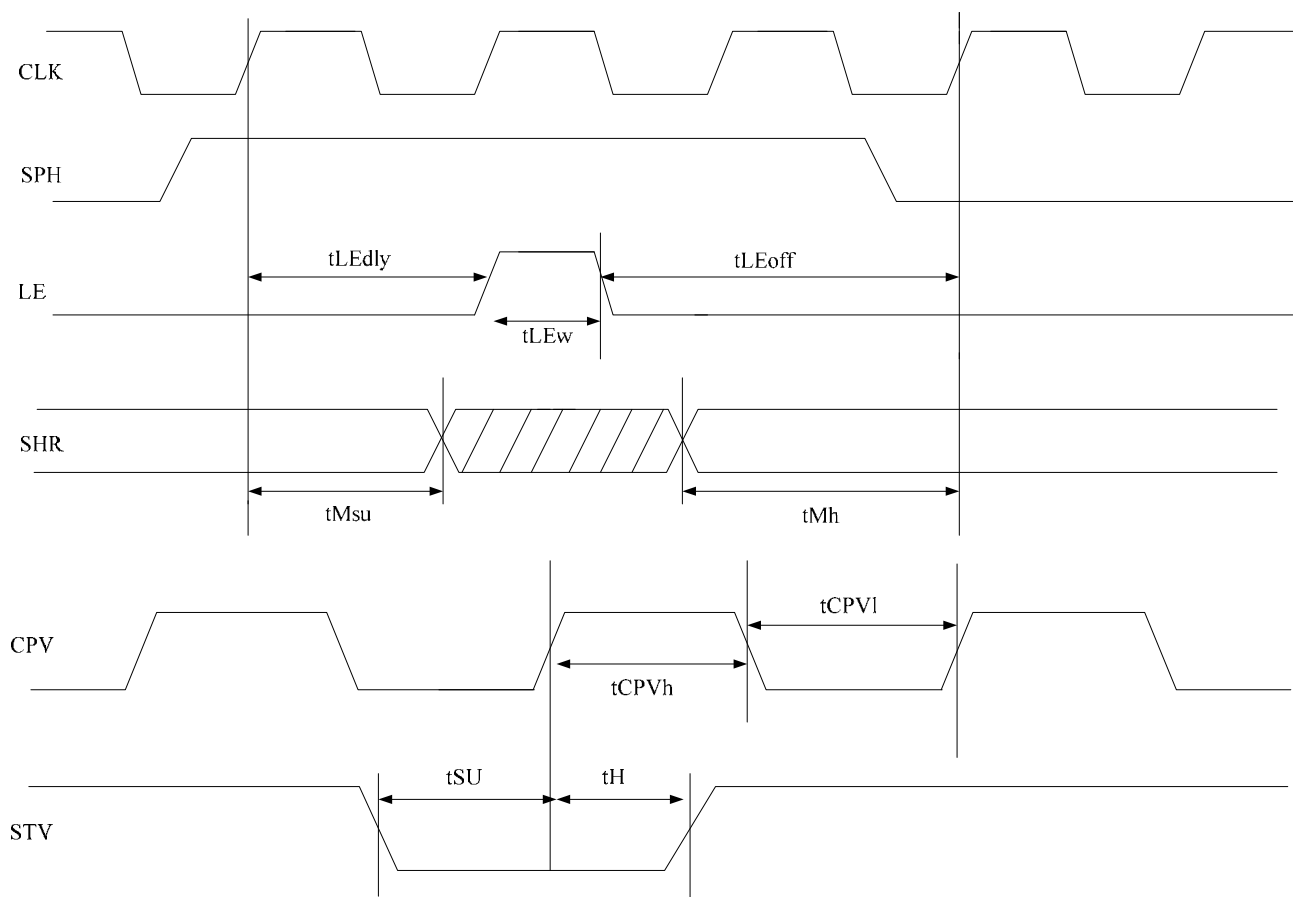 CLK
SPH
tLEdly
tLEoff
LE
tLEw
SHR
tMsu
tMh
tCPVl
CPV
tCPVh
tSU
tH
STV